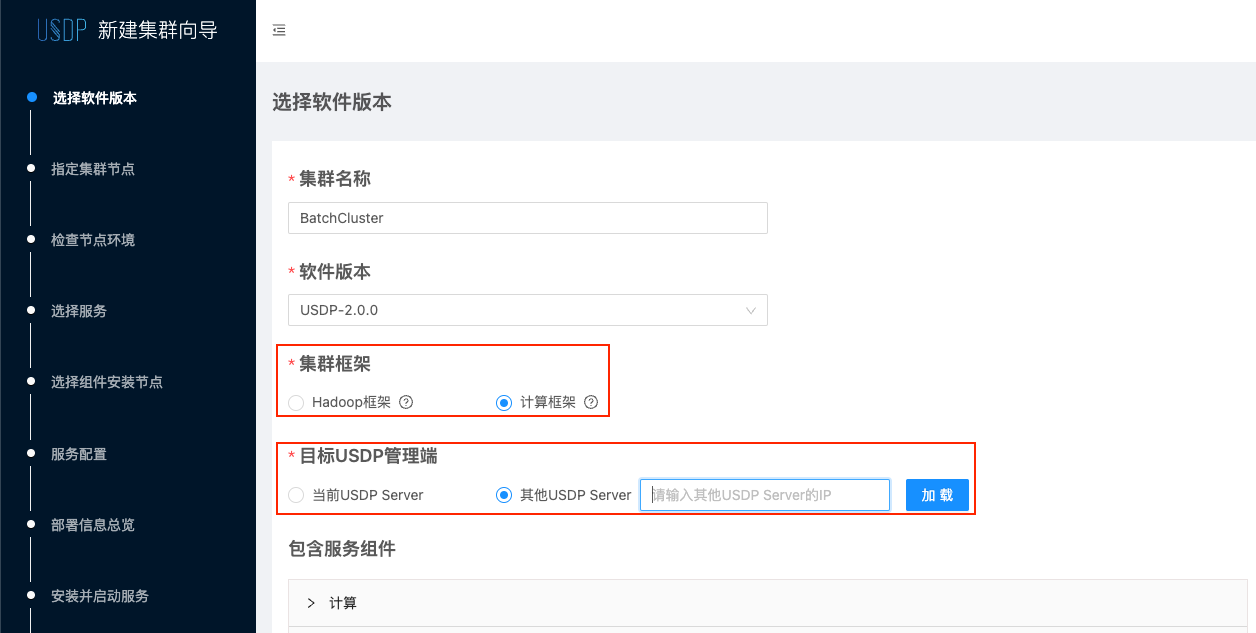 USDP 新建集群向导
选择软件版本
指定集群节点
检查节点环境
选择服务
选择组件安装节点
服务配置
部署信息总览
安装并启动服务
选择软件版本
* 集群名称
BatchCluster
* 软件版本
USDP-2.0.0
* 集群框架
Hadoop框架 ? 计算框架 ?
* 目标USDP管理端
当前USDP Server 其他USDP Server 请输入其他USDP Server的IP 加 载
包含服务组件
计算